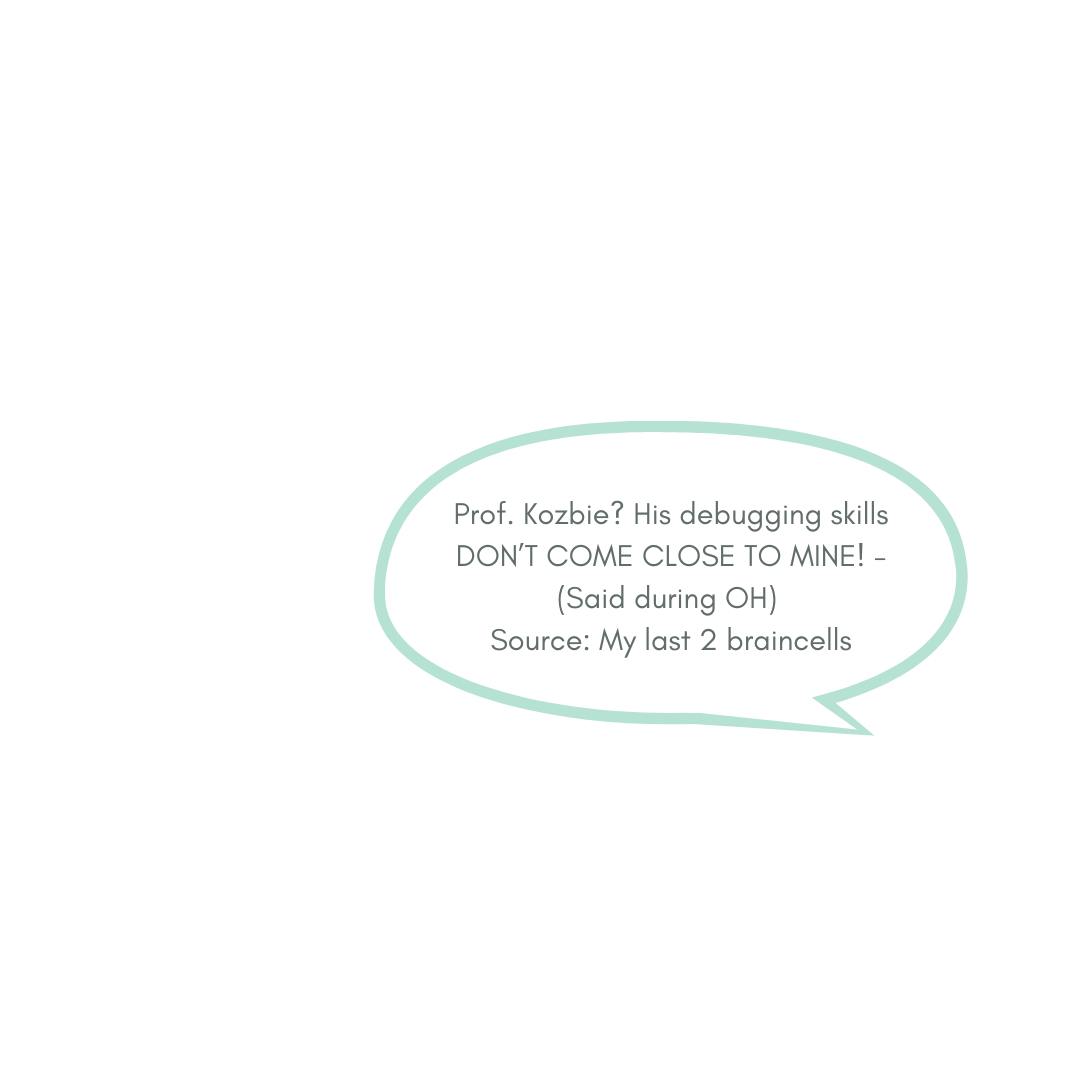 Prof. Kozbie? His debugging skills
DON’T COME CLOSE TO MINE! -
(Said during OH)
Source: My last 2 braincells